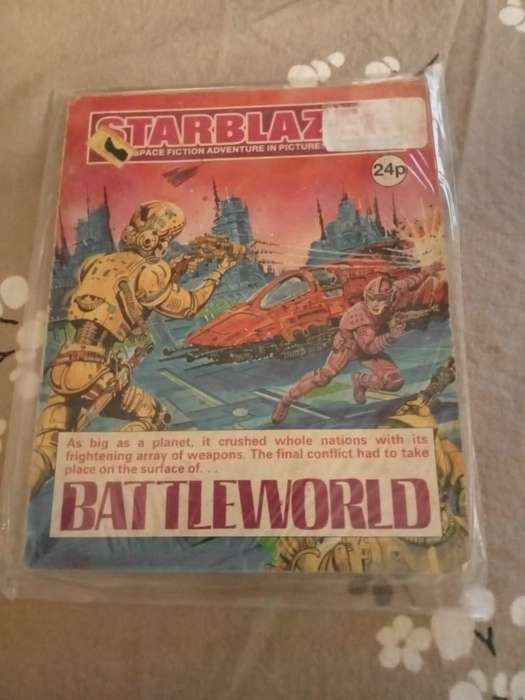 STARBLAZE
SPACE FICTION ADVENTURE IN PICTURES
24p
As big as a planet, it crushed whole nations with its
frightening array of weapons. The final conflict had to take
place on the surface of. . .
BATTLEWORLD